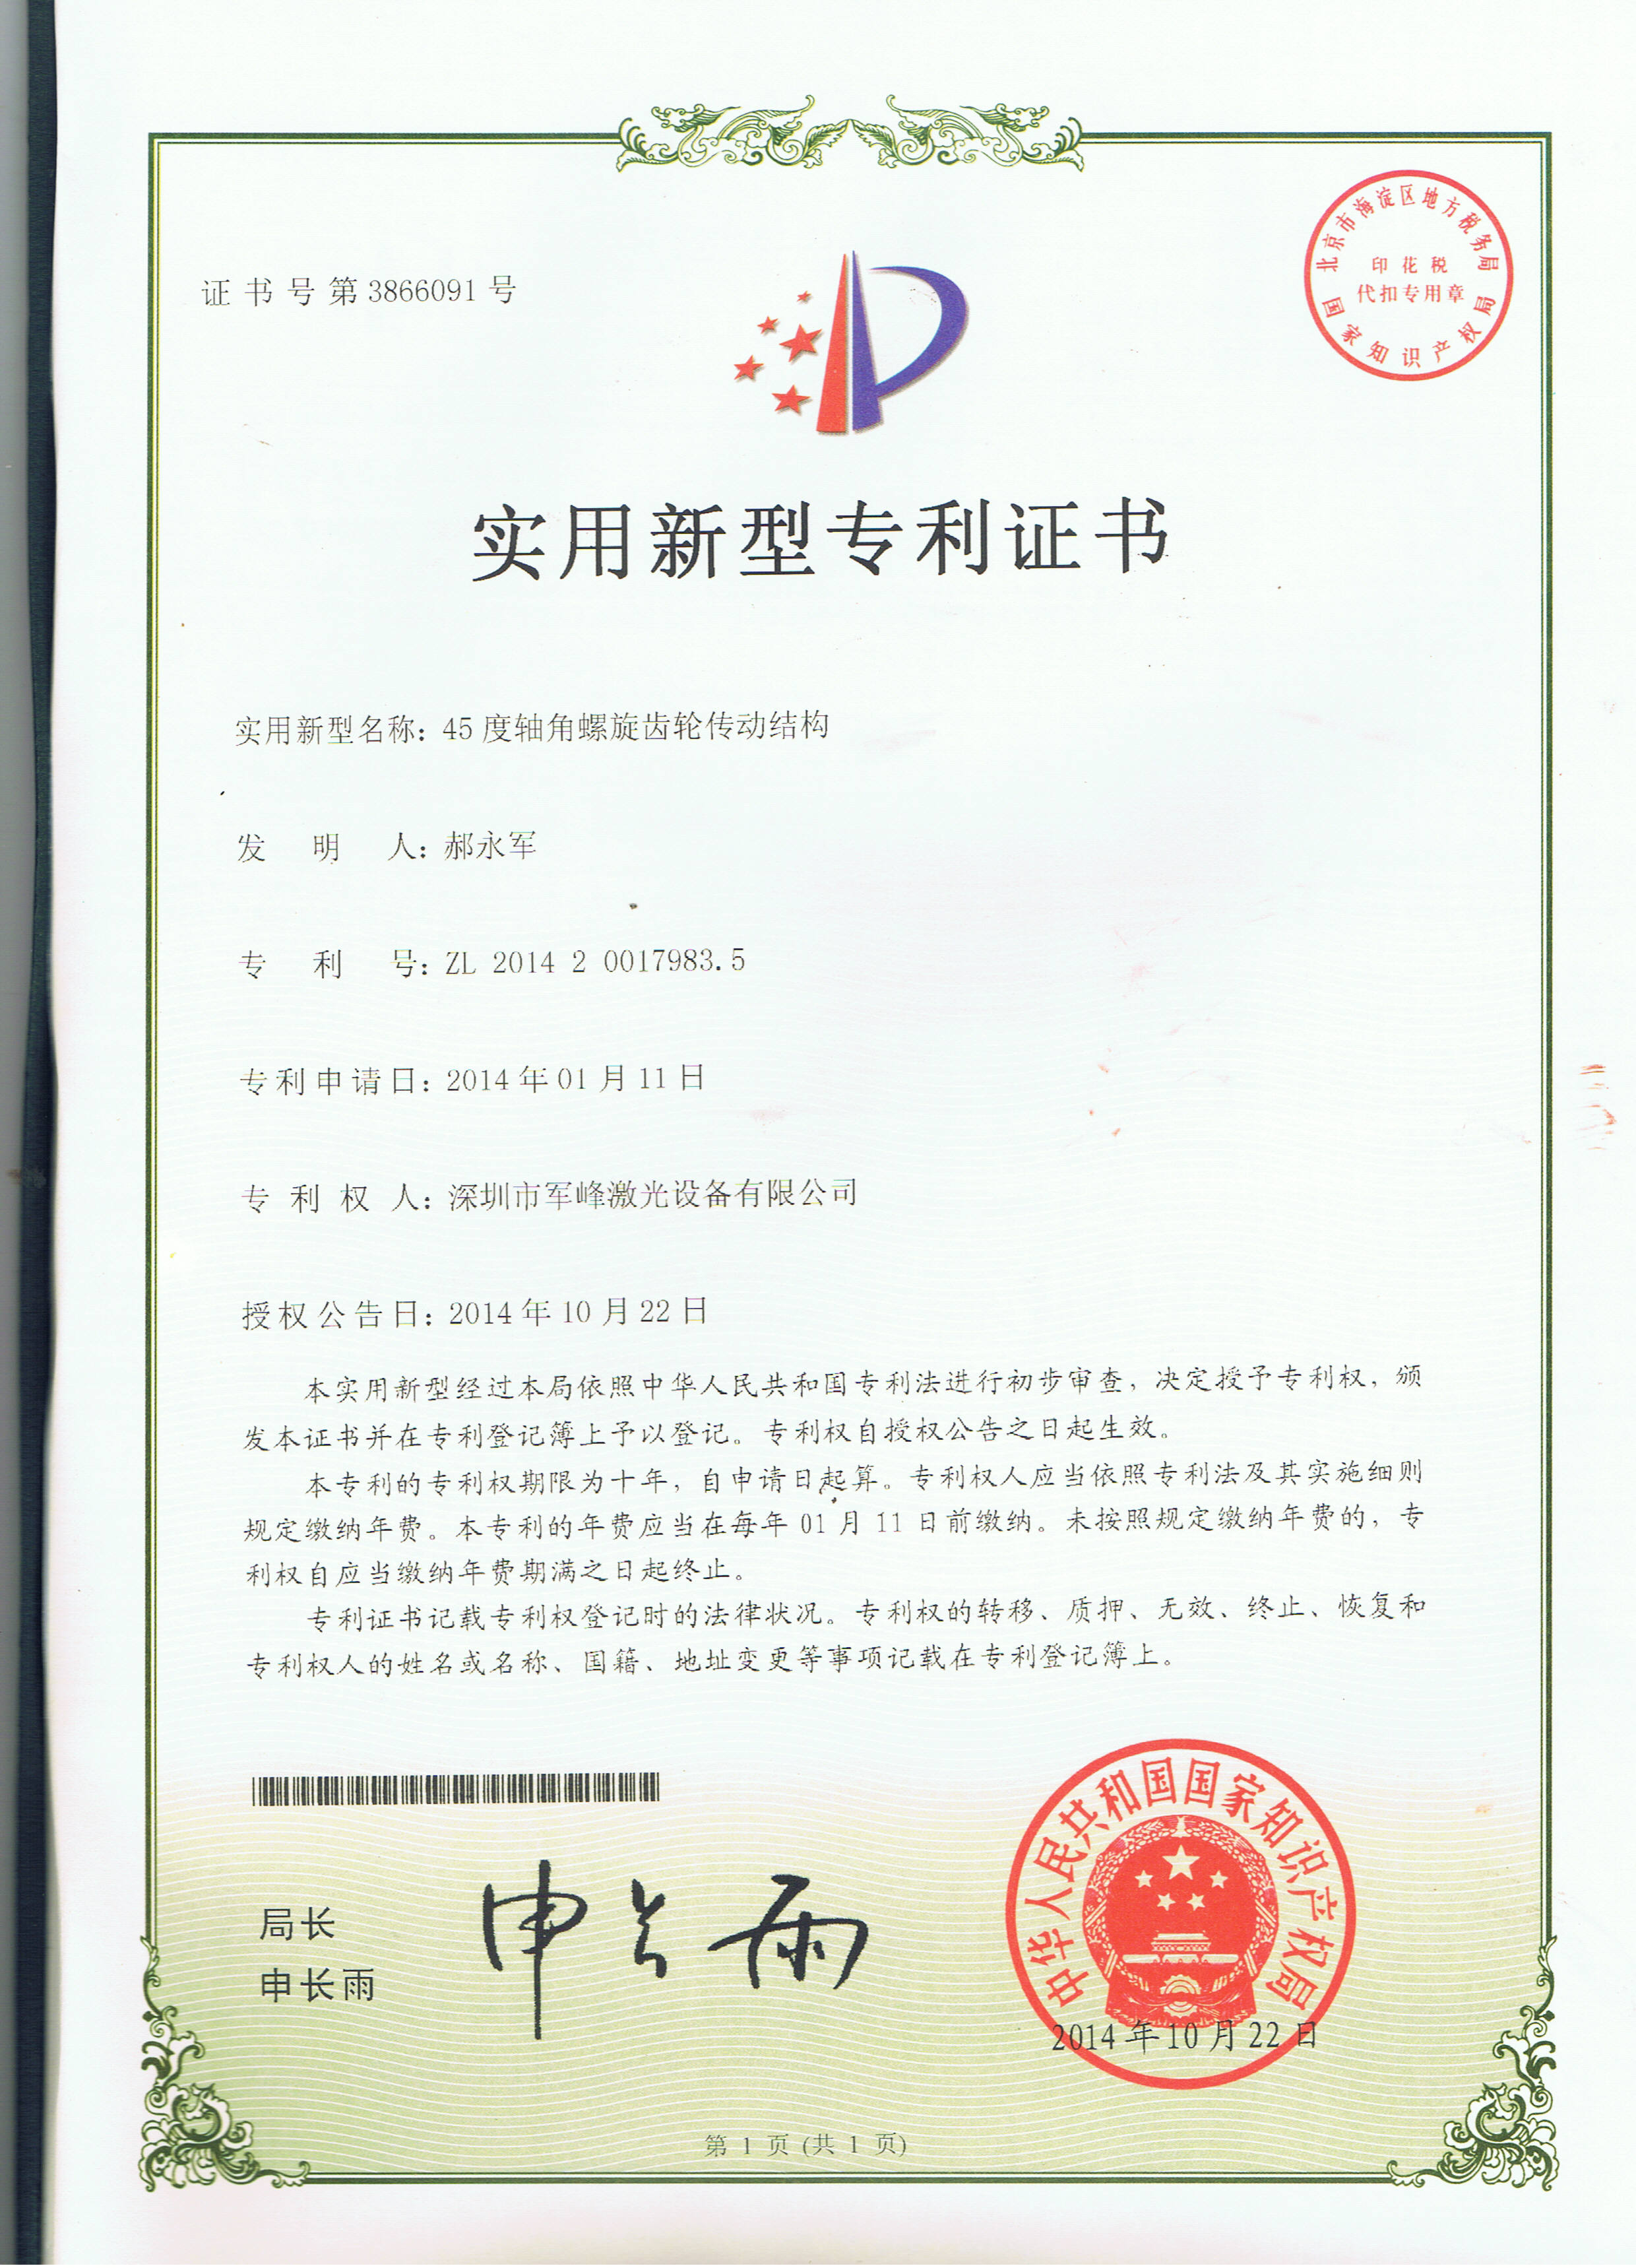 证书号第3866091号
北京市海淀区地方税务局
印花税
代扣专用章
国家知识产权局
实用新型专利证书
实用新型名称：45度轴角螺旋齿轮传动结构
发明人：郝永军
专利号：ZL 2014 2 0017983.5
专利申请日：2014年01月11日
专利权人：深圳市军峰激光设备有限公司
授权公告日：2014年10月22日
本实用新型经过本局依照中华人民共和国专利法进行初步审查，决定授予专利权，颁
发本证书并在专利登记簿上予以登记。专利权自授权公告之日起生效。
本专利的专利权期限为十年，自申请日起算。专利权人应当依照专利法及其实施细则
规定缴纳年费。本专利的年费应当在每年01月11日前缴纳。未按照规定缴纳年费的，专
利权自应当缴纳年费期满之日起终止。
专利证书记载专利权登记时的法律状况。专利权的转移、质押、无效、终止、恢复和
专利权人的姓名或名称、国籍、地址变更等事项记载在专利登记簿上。
局长
申长雨
申长雨
中华人民共和国国家知识产权局
2014年10月22日
第 1 页 (共 1 页)